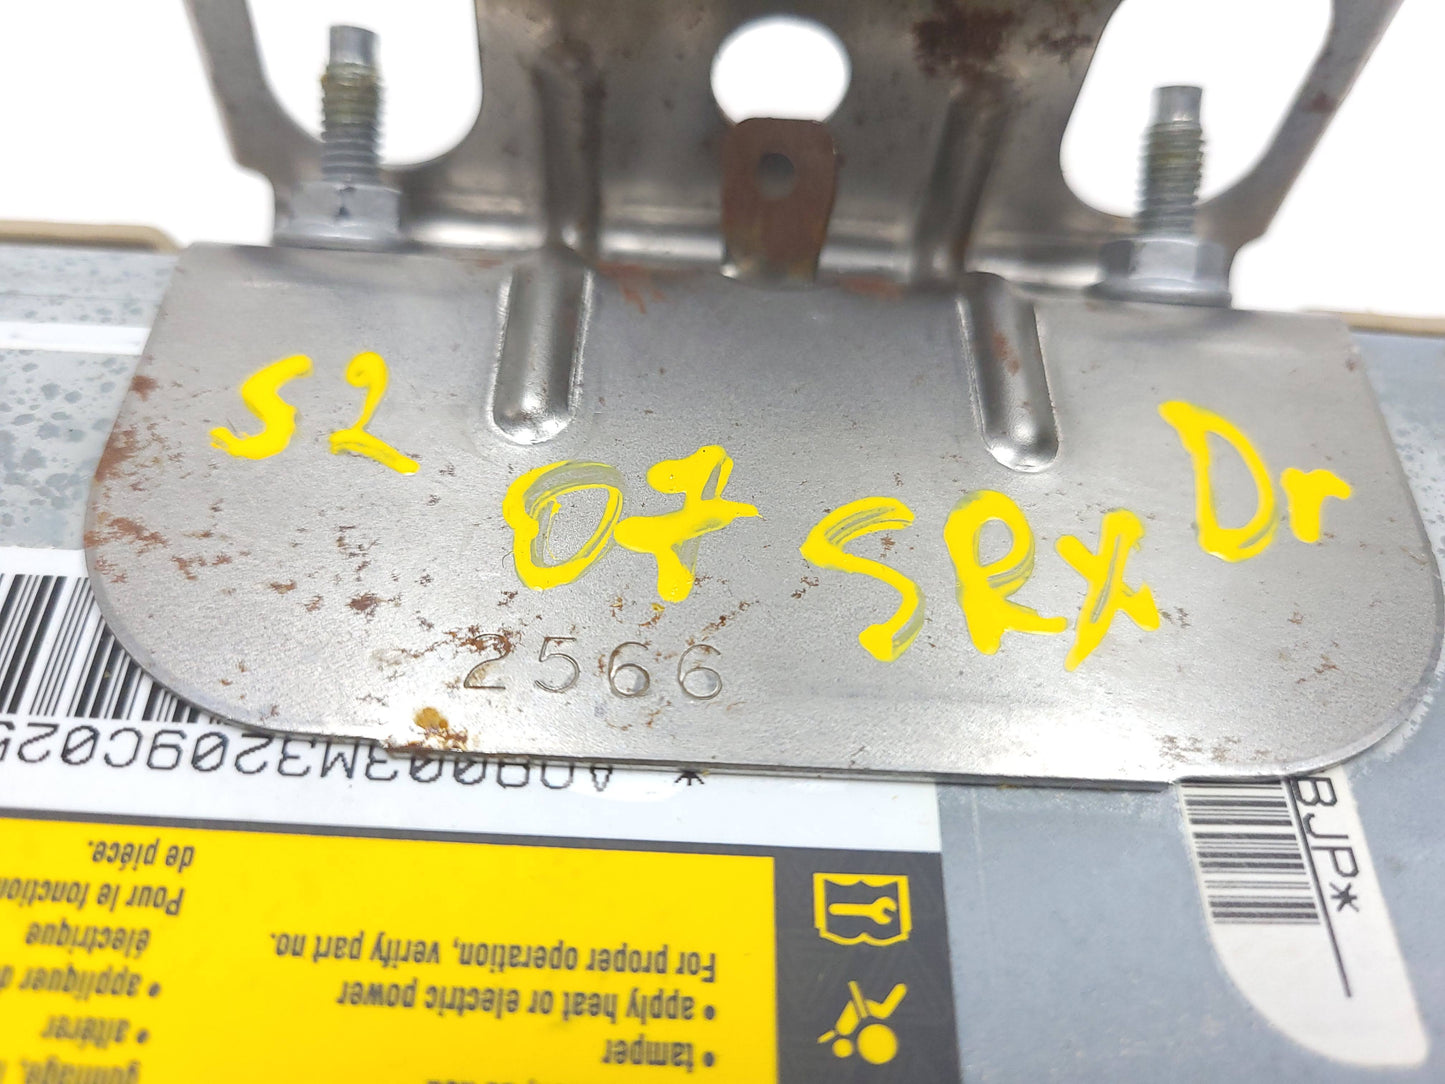 S2 07 SRX Dr
2566
* A09003M3209C025
BJP*
• tamper
• apply heat or electric power
For proper operation, verify part no.
• altérer
• appliquer d
électrique
Pour le fonction
de pièce.